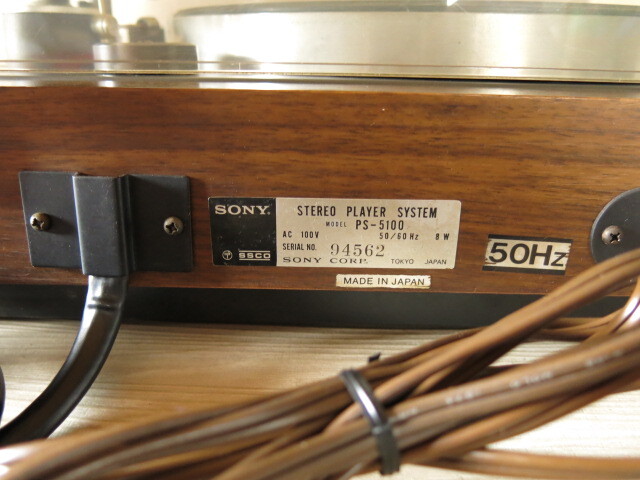 SONY.
STEREO PLAYER SYSTEM
MODEL PS-5100
AC 100V 50/60Hz 8W
SERIAL NO. 94562
SSCO SONY CORP. TOKYO JAPAN
MADE IN JAPAN
50Hz